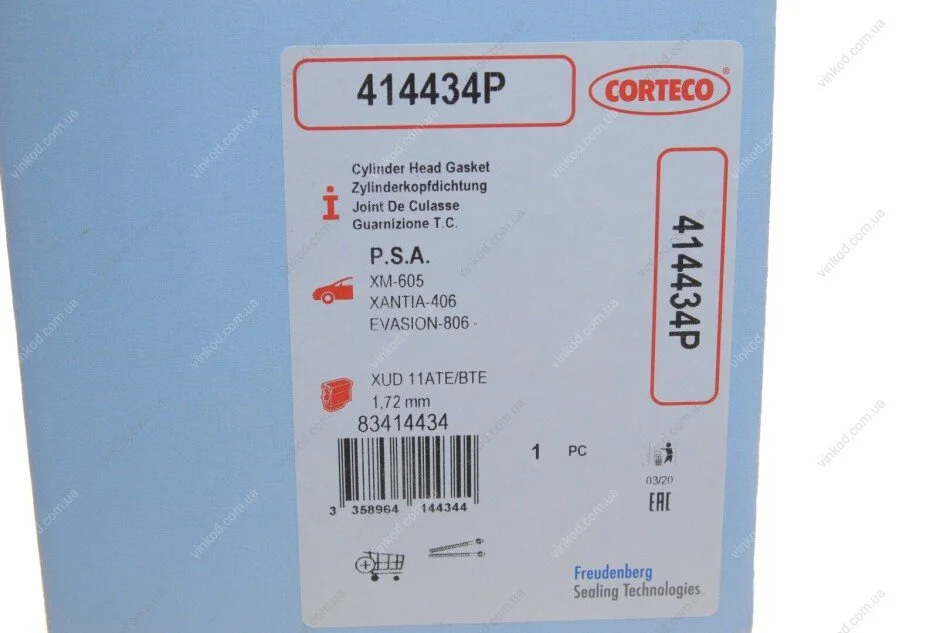 414434P
CORTECO®
Cylinder Head Gasket
Zylinderkopfdichtung
Joint De Culasse
Guarnizione T.C.
P.S.A.
XM-605
XANTIA-406
EVASION-806 -
414434P
XUD 11ATE/BTE
1,72 mm
83414434
1 PC
3 358964 144344
03/20
EAC
Freudenberg
Sealing Technologies
vinkod.com.ua